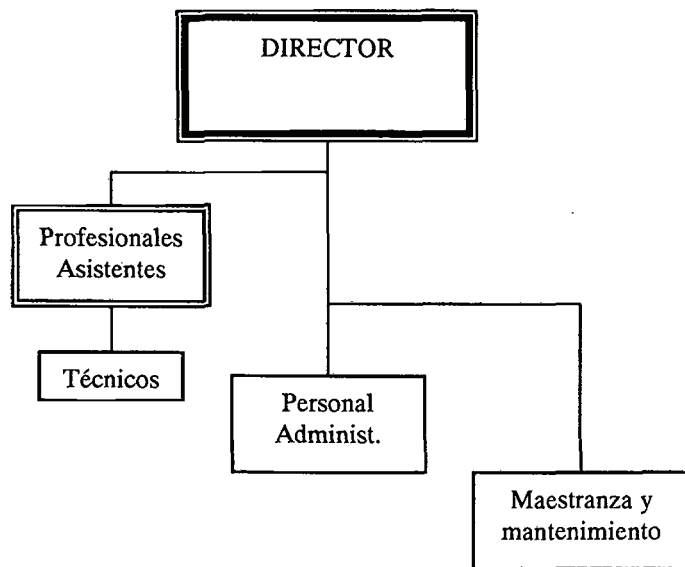 DIRECTOR
Profesionales
Asistentes
Técnicos
Personal
Administ.
Maestranza y
mantenimiento